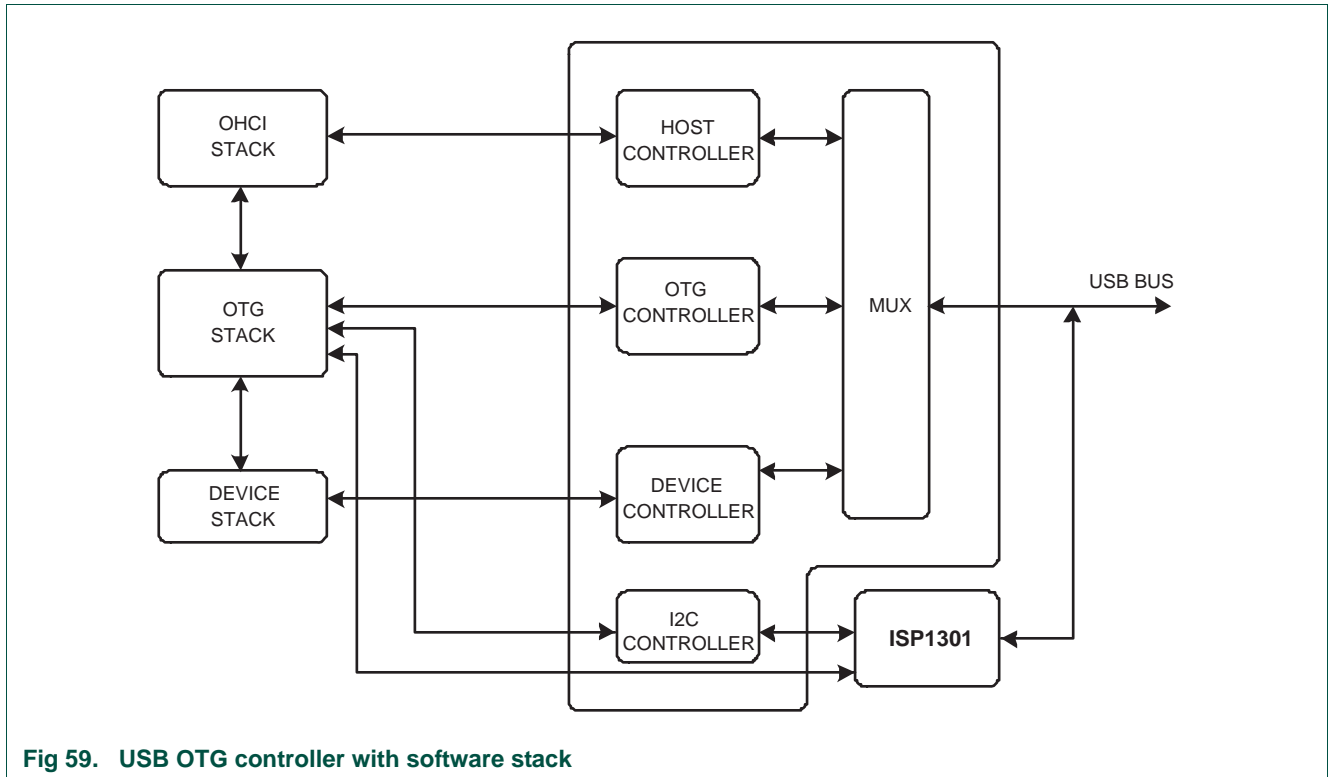 OHCI
STACK
HOST
CONTROLLER
OTG
STACK
OTG
CONTROLLER
MUX
USB BUS
DEVICE
STACK
DEVICE
CONTROLLER
I2C
CONTROLLER
ISP1301
Fig 59. USB OTG controller with software stack